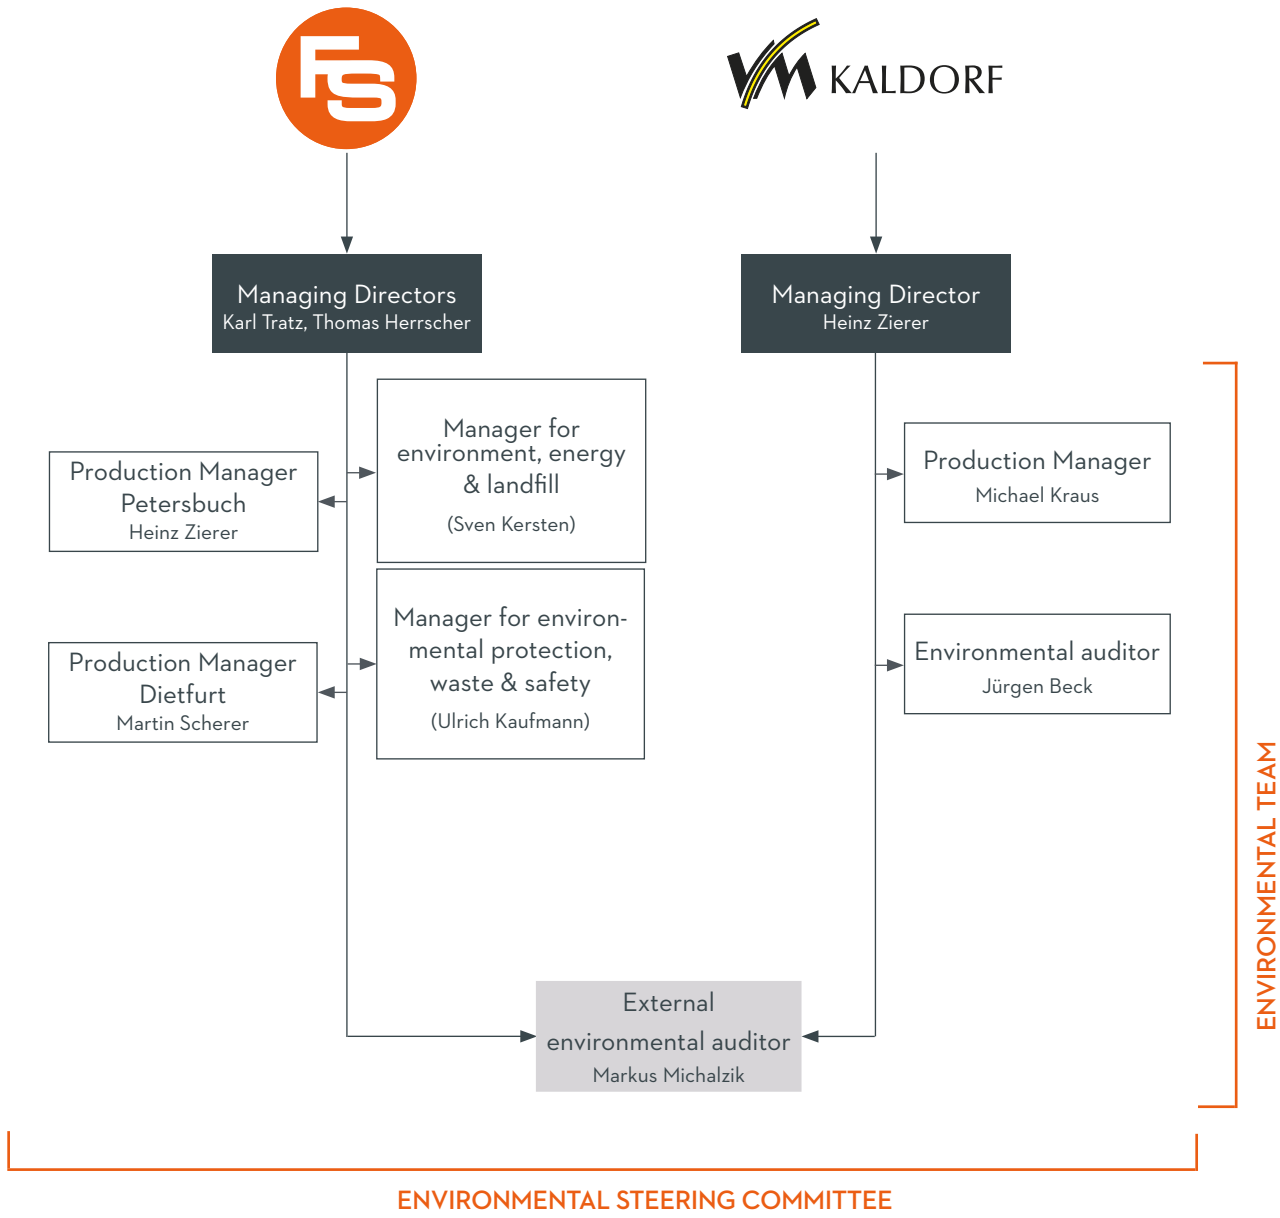 FS
VM KALDORF
Managing Directors
Karl Tratz, Thomas Herrscher
Managing Director
Heinz Zierer
Manager for
environment, energy
& landfill
(Sven Kersten)
Production Manager
Petersbuch
Heinz Zierer
Production Manager
Michael Kraus
Manager for environ-
mental protection,
waste & safety
(Ulrich Kaufmann)
Production Manager
Dietfurt
Martin Scherer
Environmental auditor
Jürgen Beck
External
environmental auditor
Markus Michalzik
ENVIRONMENTAL TEAM
ENVIRONMENTAL STEERING COMMITTEE